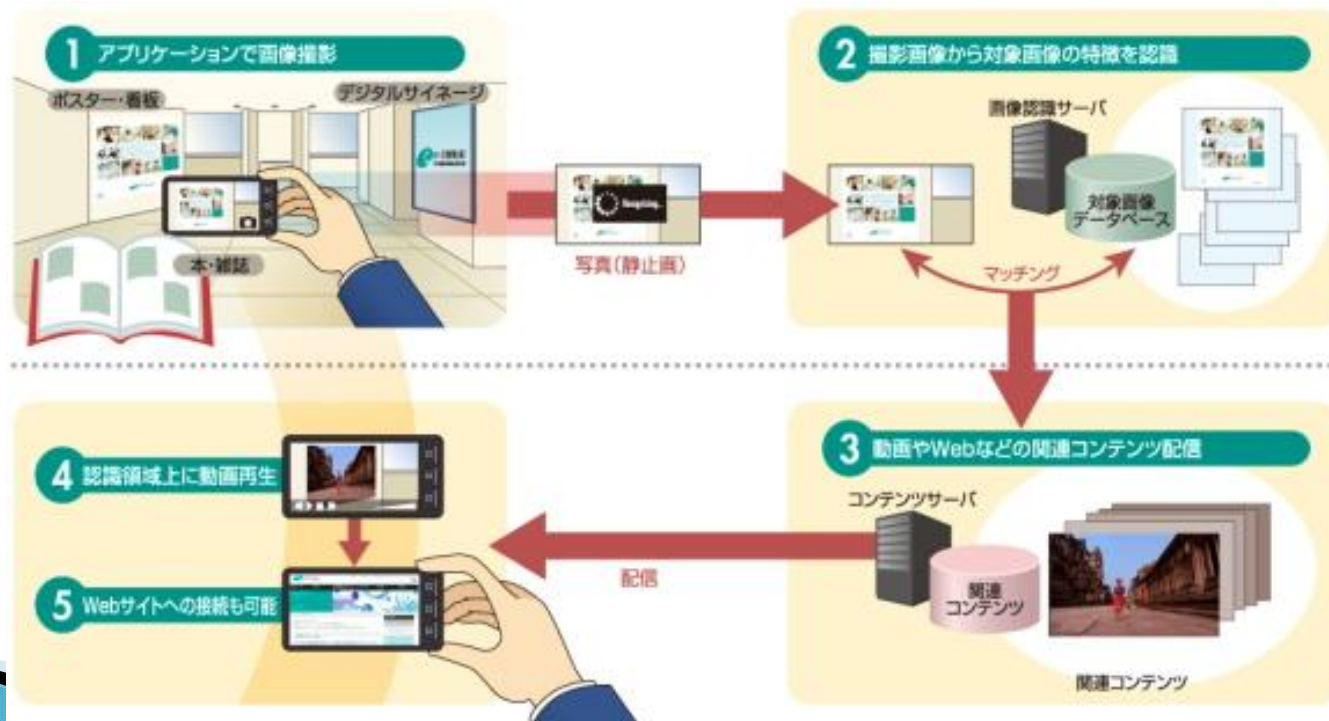 1 アプリケーションで画像撮影
ポスター・看板
デジタルサイネージ
本・雑誌
写真(静止画)
2 撮影画像から対象画像の特徴を認識
画像認識サーバ
対象画像
データベース
マッチング
3 動画やWebなどの関連コンテンツ配信
コンテンツサーバ
関連
コンテンツ
関連コンテンツ
配信
4 認識領域上に動画再生
5 Webサイトへの接続も可能